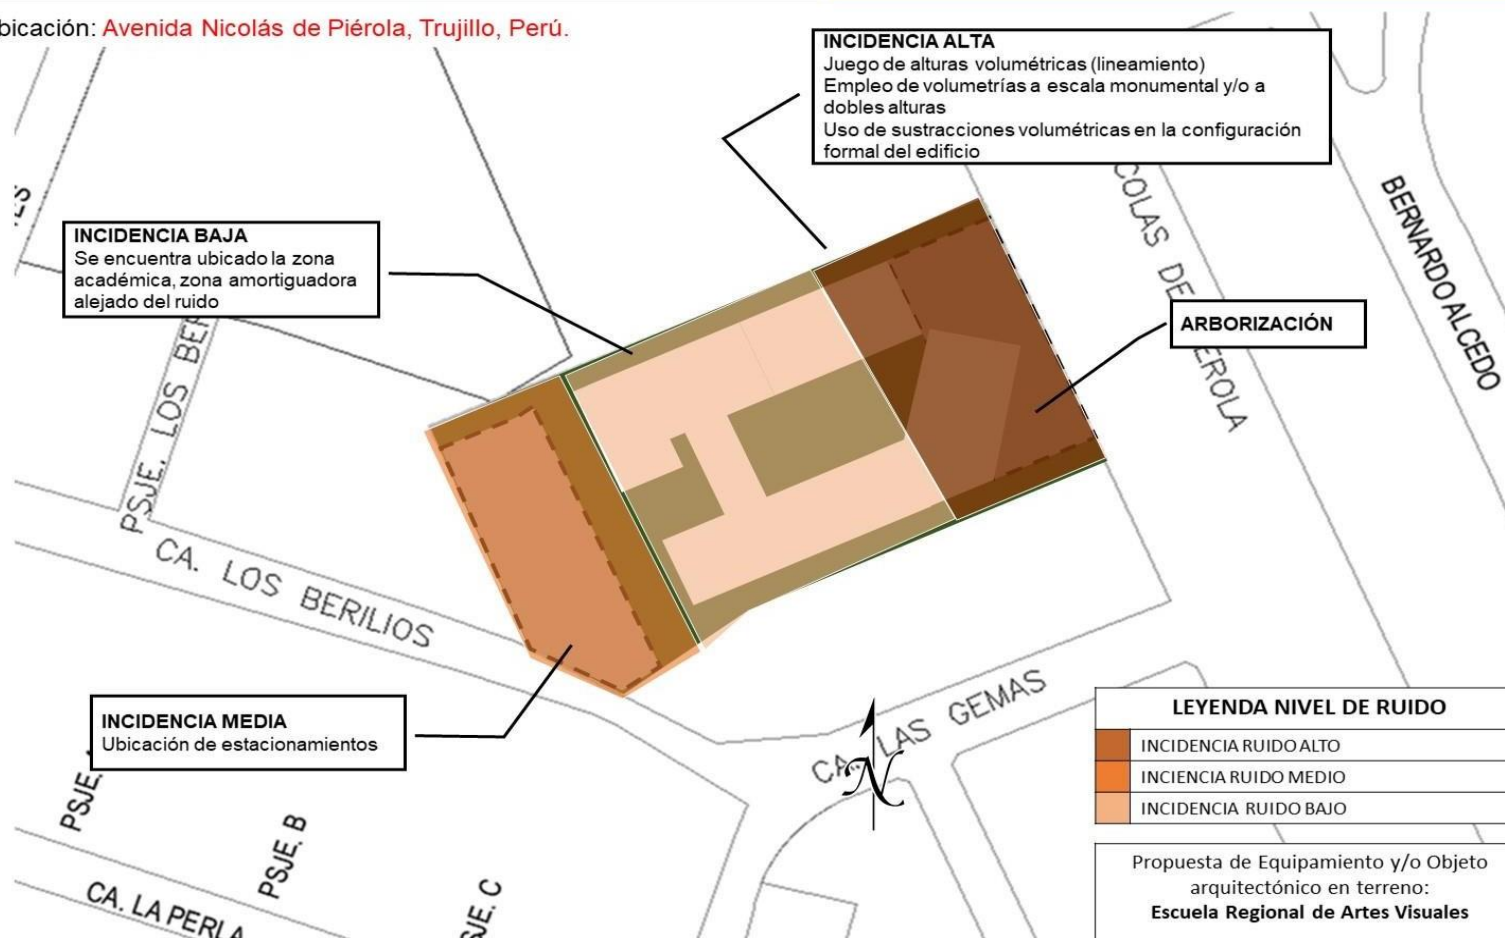 bicación: Avenida Nicolás de Piérola, Trujillo, Perú.
INCIDENCIA ALTA
Juego de alturas volumétricas (lineamiento)
Empleo de volumetrías a escala monumental y/o a
dobles alturas
Uso de sustracciones volumétricas en la configuración
formal del edificio
INCIDENCIA BAJA
Se encuentra ubicado la zona
académica, zona amortiguadora
alejado del ruido
ARBORIZACIÓN
COLAS DE
EROLA
BERNARDO ALCEDO
PSJE. LOS BER
CA. LOS BERILIOS
INCIDENCIA MEDIA
Ubicación de estacionamientos
CA. LAS GEMAS
N
PSJE.
PSJE. B
SJE. C
CA. LA PERLA
LEYENDA NIVEL DE RUIDO
INCIDENCIA RUIDO ALTO
INCIENCIA RUIDO MEDIO
INCIDENCIA RUIDO BAJO
Propuesta de Equipamiento y/o Objeto
arquitectónico en terreno:
Escuela Regional de Artes Visuales